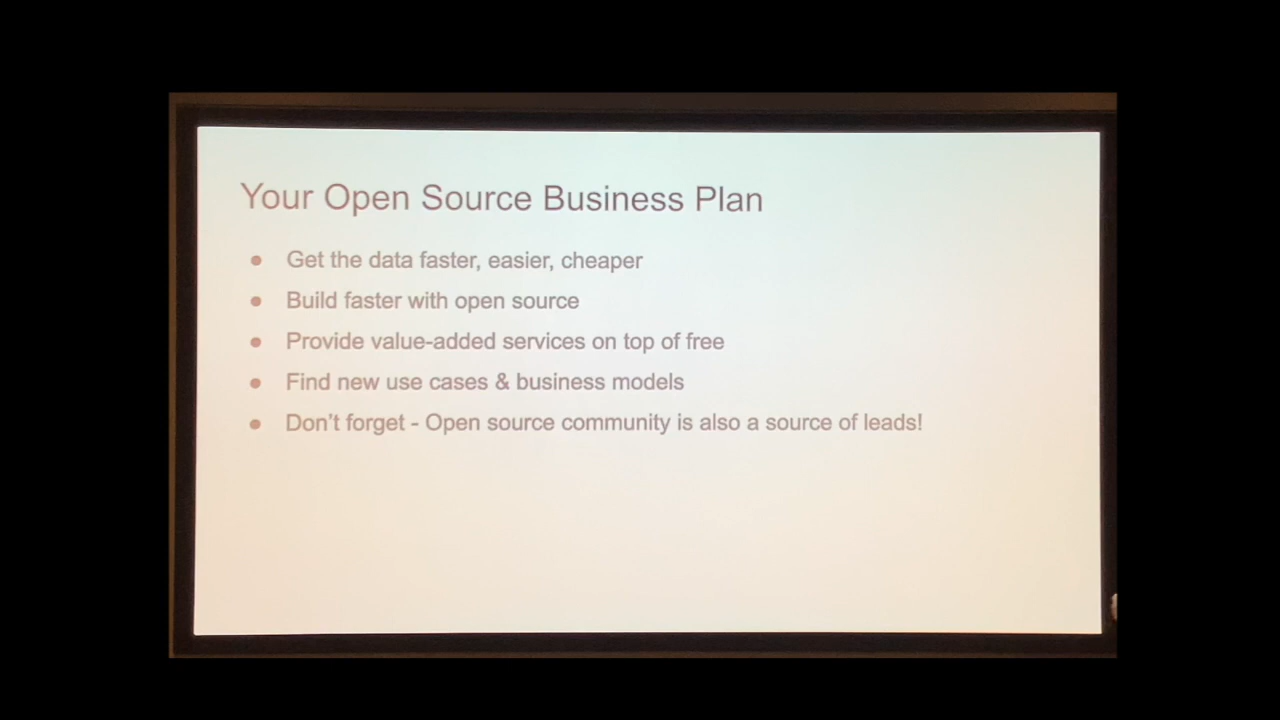 Your Open Source Business Plan
● Get the data faster, easier, cheaper
● Build faster with open source
● Provide value-added services on top of free
● Find new use cases & business models
● Don't forget - Open source community is also a source of leads!